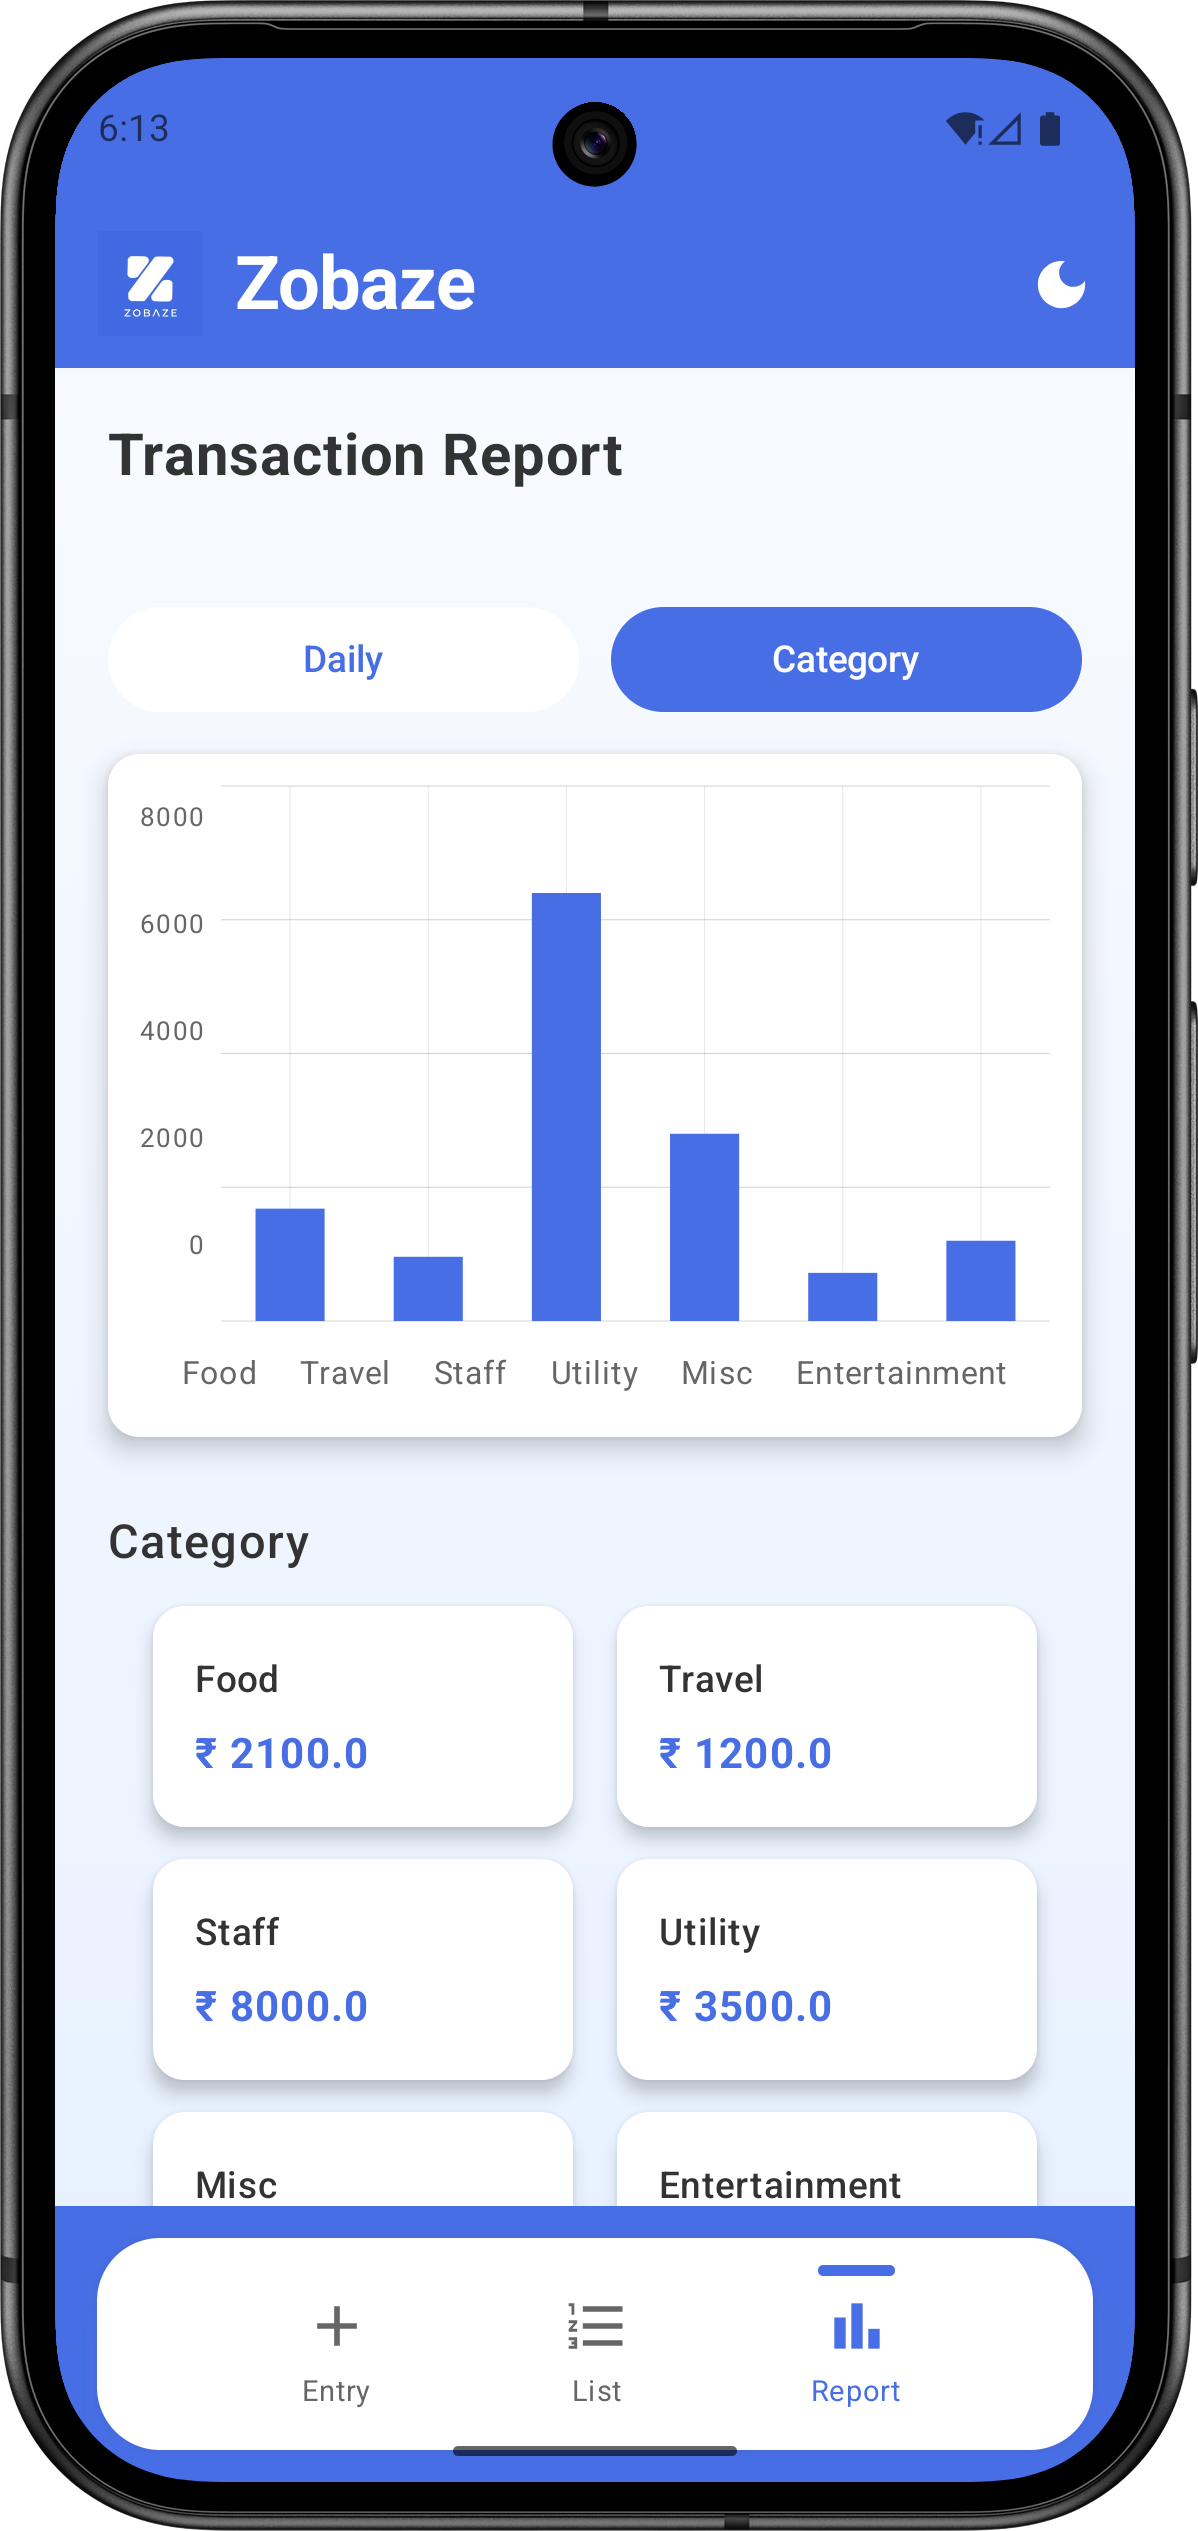 6:13
ZOBAZE
Zobaze
Transaction Report
Daily
Category
8000
6000
4000
2000
0
Food Travel Staff Utility Misc Entertainment
Category
Food
Travel
₹ 2100.0
₹ 1200.0
Staff
Utility
₹ 8000.0
₹ 3500.0
Misc
Entertainment
Entry
List
Report